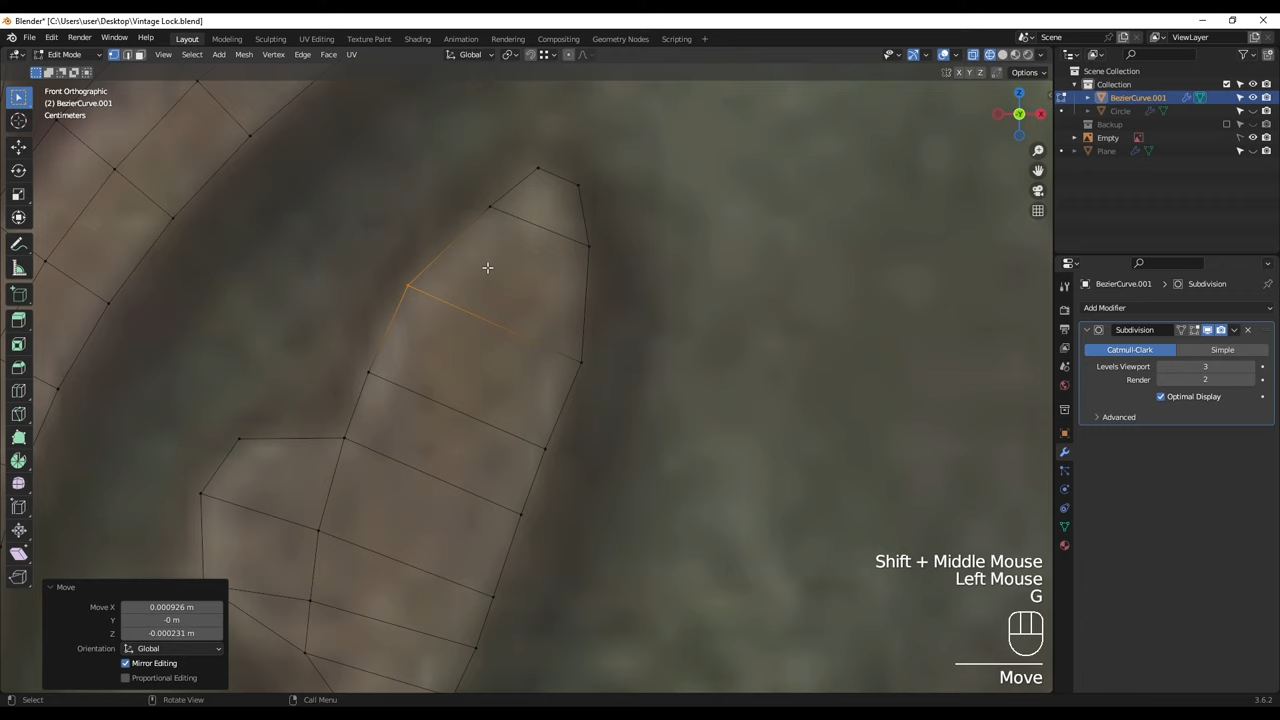 Blender* [C:\Users\user\Desktop\Vintage Lock.blend]
File Edit Render Window Help Layout Modeling Sculpting UV Editing Texture Paint Shading Animation Rendering Compositing Geometry Nodes Scripting Scene ViewLayer
Edit Mode View Select Add Mesh Vertex Edge Face UV Global
X Y Z Options
Front Orthographic
(2) BezierCurve.001
Centimeters
Z
-Y
X
Scene Collection
Collection
BezierCurve.001
Circle
Backup
Empty
Plane
BezierCurve.001 > Subdivision
Add Modifier
Subdivision
Catmull-Clark Simple
Levels Viewport 3
Render 2
Optimal Display
Advanced
Shift + Middle Mouse
Left Mouse
G
Move
Move
Move X 0.000926 m
Y -0 m
Z -0.000231 m
Orientation Global
Mirror Editing
Proportional Editing
Select Rotate View Call Menu 3.6.2